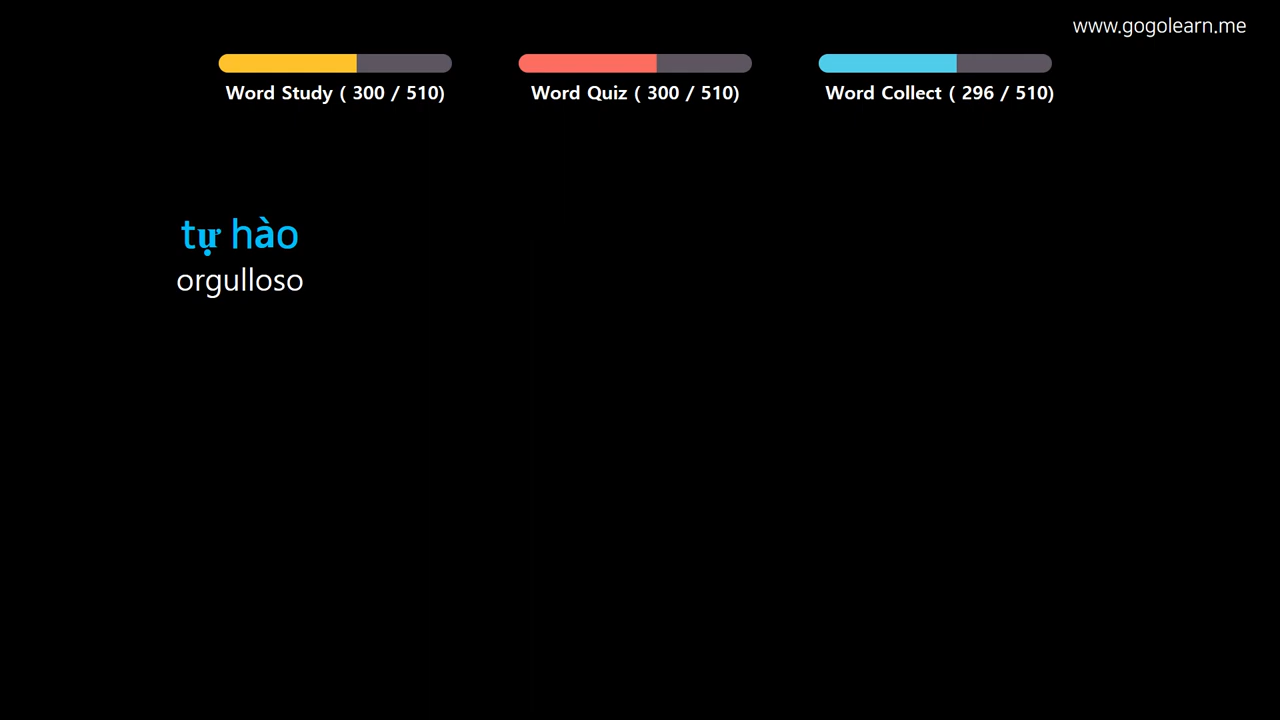 www.gogolearn.me
Word Study ( 300 / 510)
Word Quiz ( 300 / 510)
Word Collect ( 296 / 510)
tự hào
orgulloso